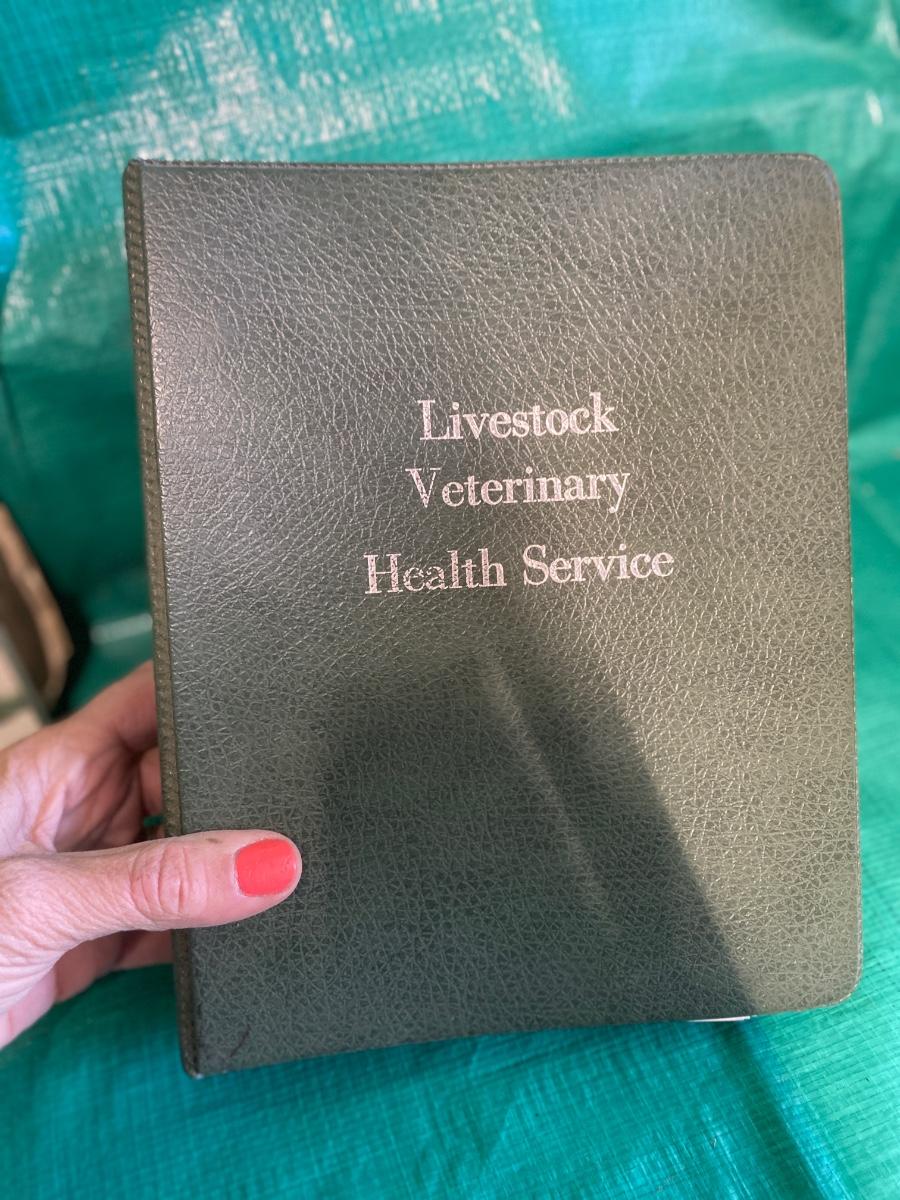 Livestock
Veterinary
Health Service